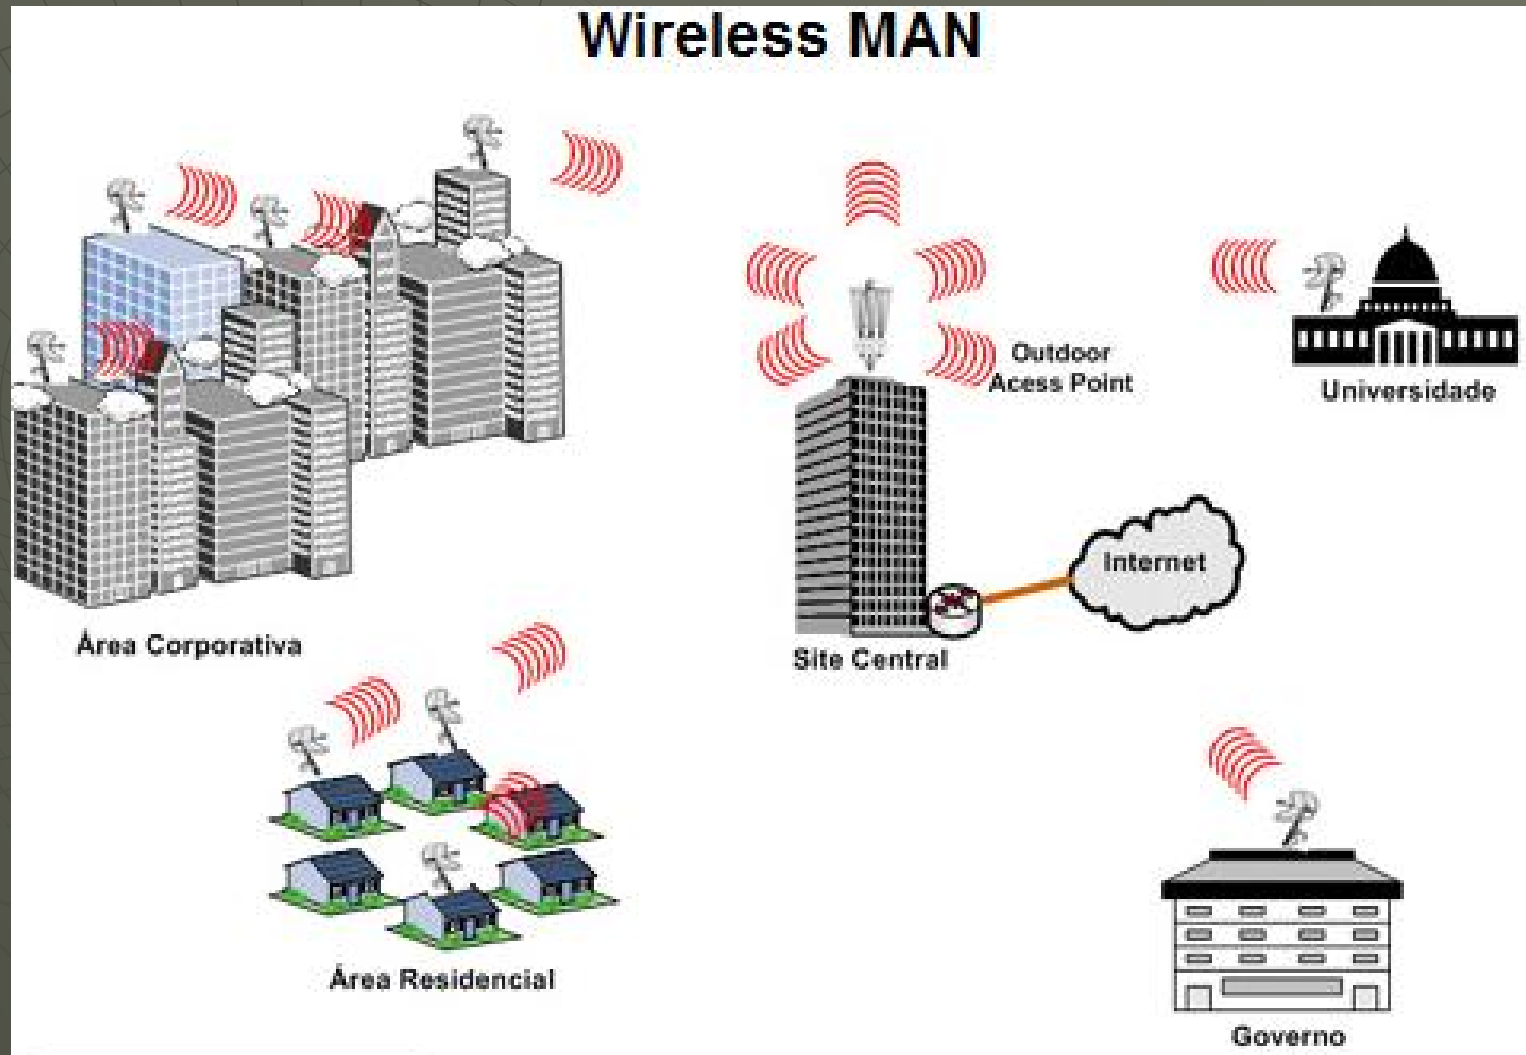 Wireless MAN
Outdoor
Acess Point
Universidade
Internet
Área Corporativa
Site Central
Área Residencial
Governo